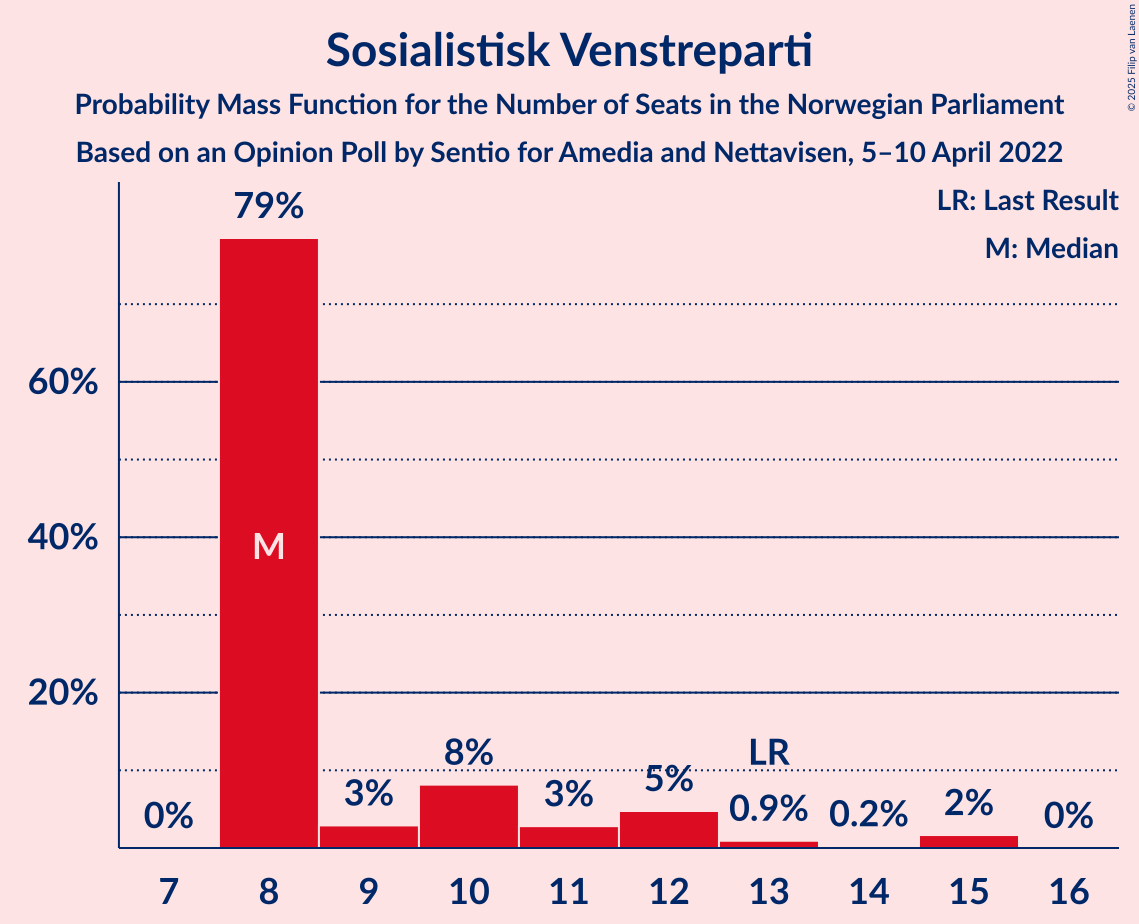 Sosialistisk Venstreparti
Probability Mass Function for the Number of Seats in the Norwegian Parliament
Based on an Opinion Poll by Sentio for Amedia and Nettavisen, 5–10 April 2022
© 2025 Filip van Laenen
LR: Last Result
M: Median
60%
40%
20%
0%
79%
M
3%
8%
3%
5%
LR
0.9%
0.2%
2%
0%
7 8 9 10 11 12 13 14 15 16